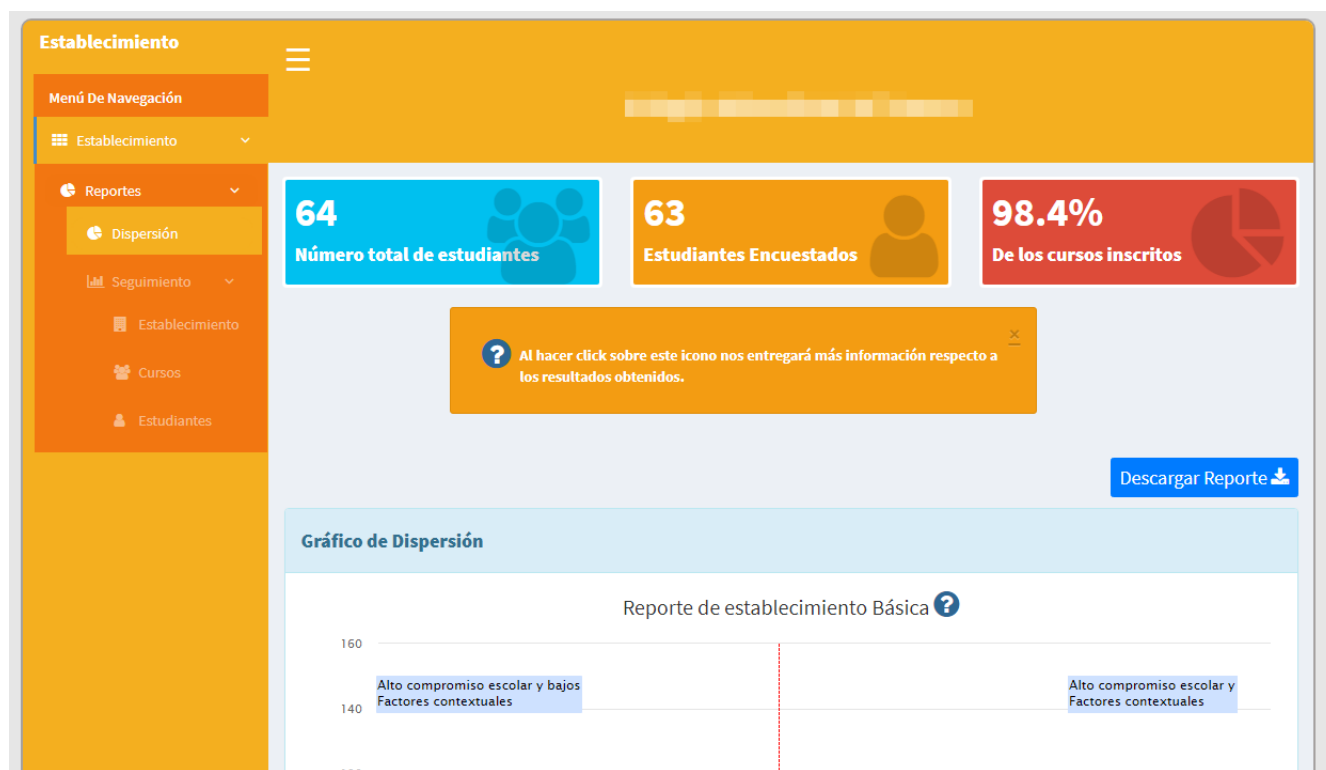 Establecimiento
Menú De Navegación
Establecimiento
Reportes
Dispersión
Seguimiento
Establecimiento
Cursos
Estudiantes
64
Número total de estudiantes
63
Estudiantes Encuestados
98.4%
De los cursos inscritos
Al hacer click sobre este icono nos entregará más información respecto a
los resultados obtenidos.
Descargar Reporte
Gráfico de Dispersión
Reporte de establecimiento Básica
160
Alto compromiso escolar y bajos
Factores contextuales
Alto compromiso escolar y
Factores contextuales
140